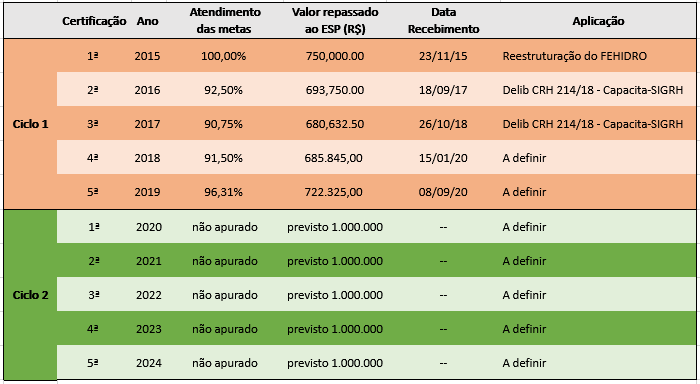 Certificação Ano Atendimento das metas Valor repassado ao ESP (R$) Data Recebimento Aplicação
Ciclo 1
1ª 2015 100,00% 750,000.00 23/11/15 Reestruturação do FEHIDRO
2ª 2016 92,50% 693,750.00 18/09/17 Delib CRH 214/18 - Capacita-SIGRH
3ª 2017 90,75% 680,632.50 26/10/18 Delib CRH 214/18 - Capacita-SIGRH
4ª 2018 91,50% 685.845,00 15/01/20 A definir
5ª 2019 96,31% 722.325,00 08/09/20 A definir
Ciclo 2
1ª 2020 não apurado previsto 1.000.000 -- A definir
2ª 2021 não apurado previsto 1.000.000 -- A definir
3ª 2022 não apurado previsto 1.000.000 -- A definir
4ª 2023 não apurado previsto 1.000.000 -- A definir
5ª 2024 não apurado previsto 1.000.000 -- A definir